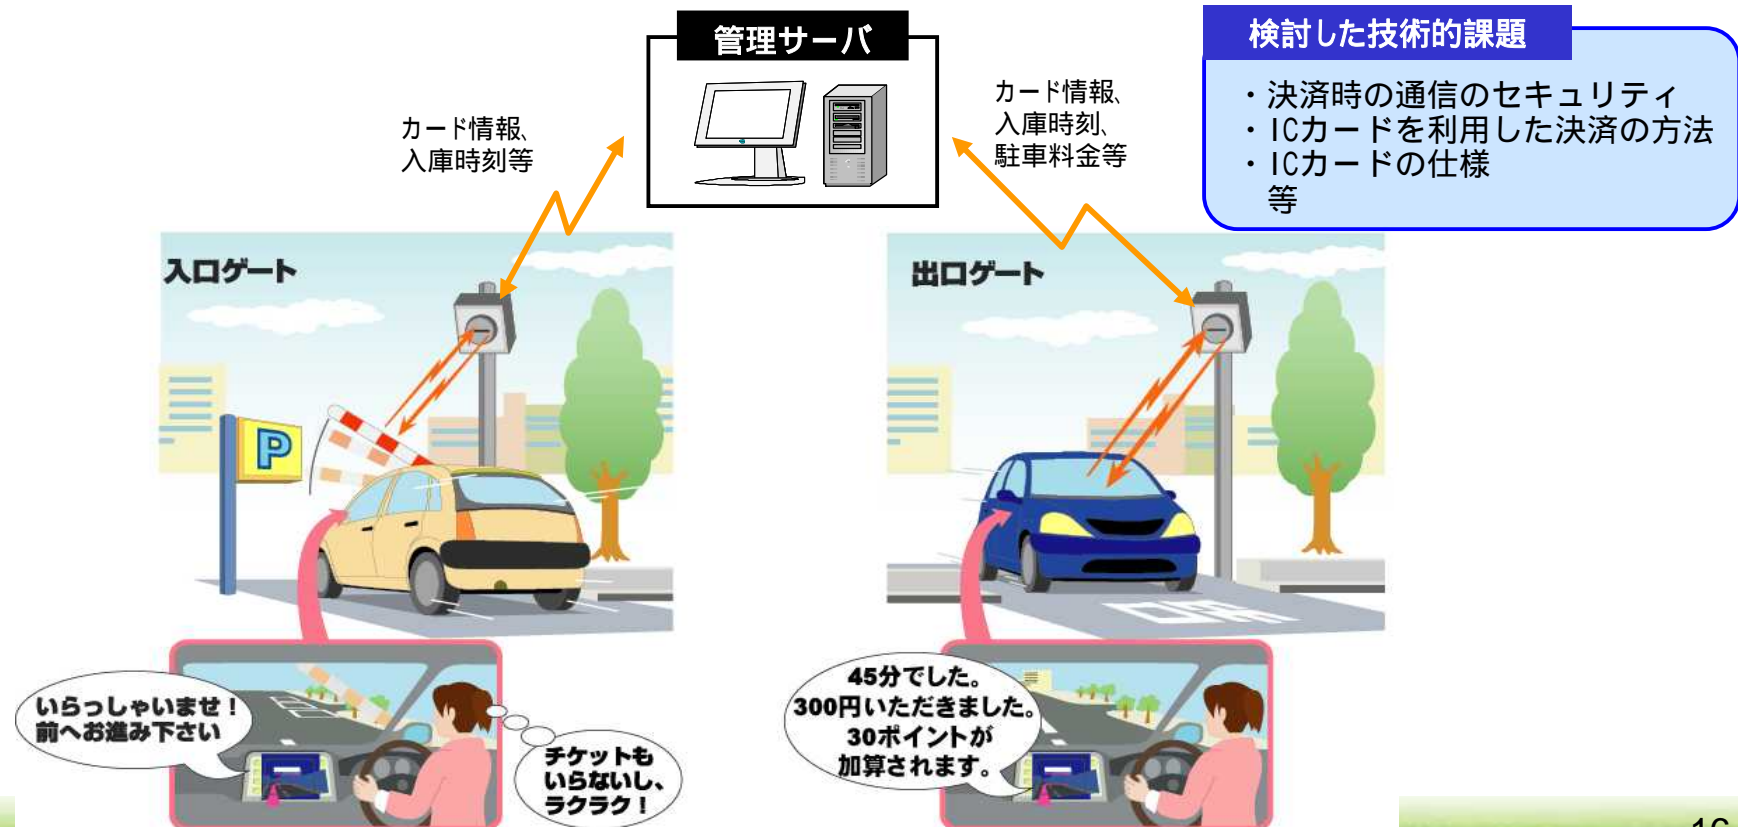 管理サーバ
検討した技術的課題
・決済時の通信のセキュリティ
・ICカードを利用した決済の方法
・ICカードの仕様
等
カード情報、
入庫時刻等
カード情報、
入庫時刻、
駐車料金等
入口ゲート
P
出口ゲート
いらっしゃいませ！
前へお進み下さい
チケットも
いらないし、
ラクラク！
45分でした。
300円いただきました。
30ポイントが
加算されます。